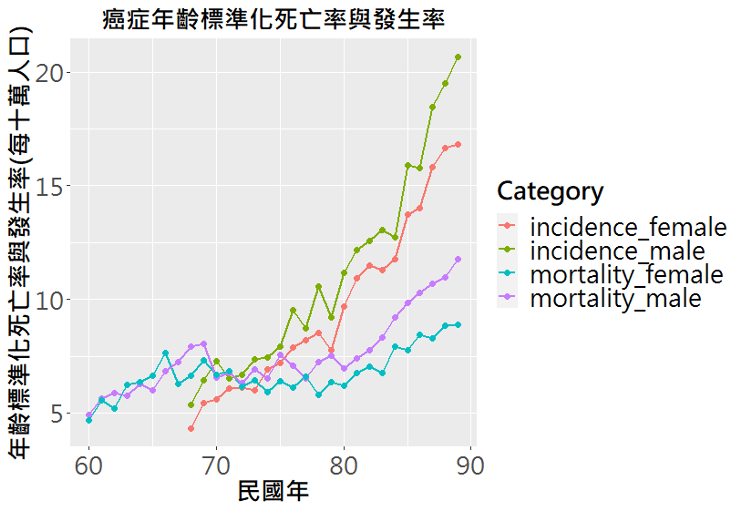 癌症年齡標準化死亡率與發生率
年齡標準化死亡率與發生率(每十萬人口)
20
15
10
5
60
70
80
90
民國年
Category
incidence_female
incidence_male
mortality_female
mortality_male